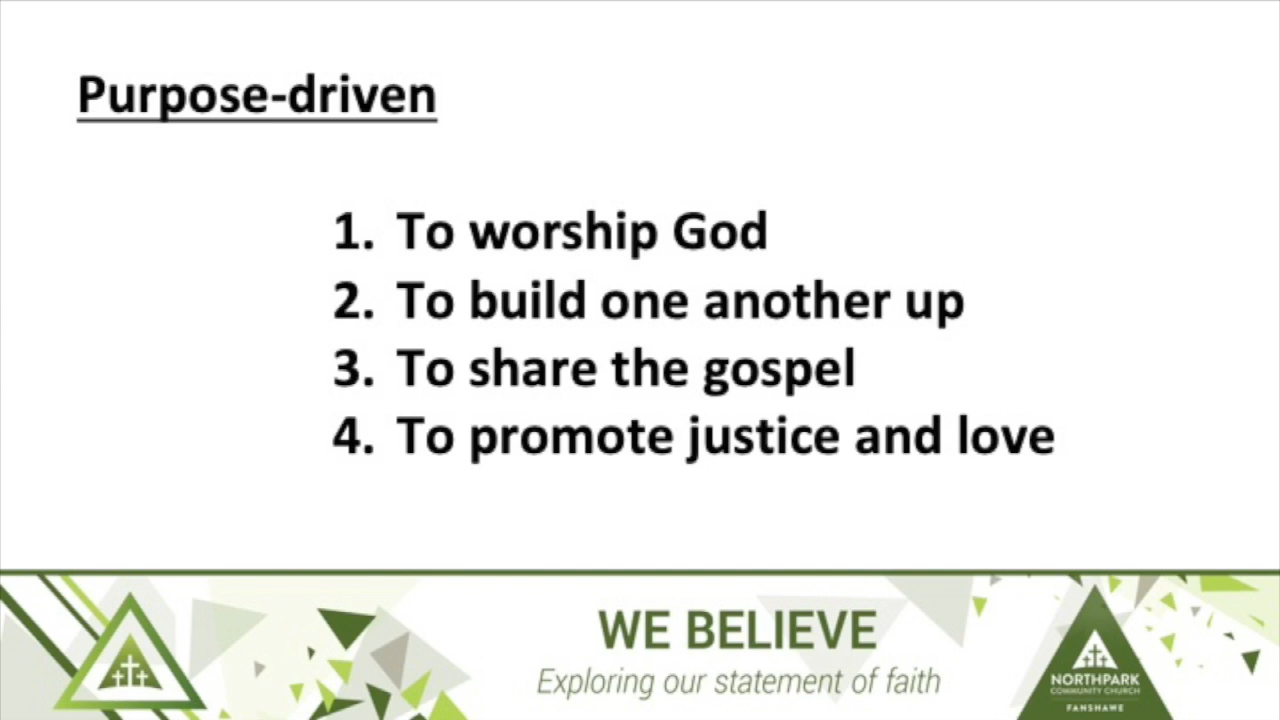 Purpose-driven
1. To worship God
2. To build one another up
3. To share the gospel
4. To promote justice and love
WE BELIEVE
Exploring our statement of faith
NORTHPARK
COMMUNITY CHURCH
FANSHAWE